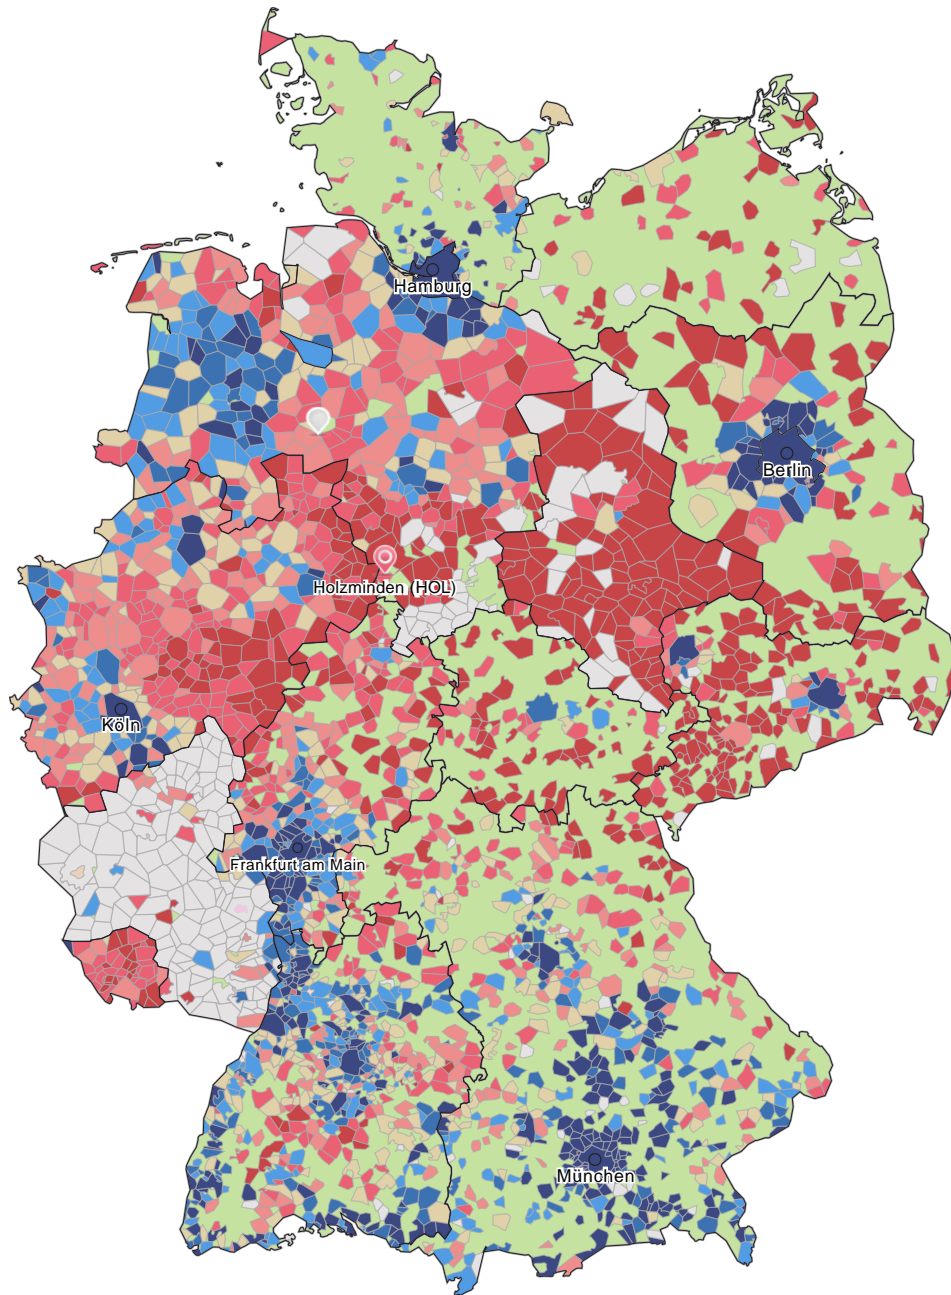 Hamburg
Berlin
Holzminden (HOL)
Köln
Frankfurt am Main
München